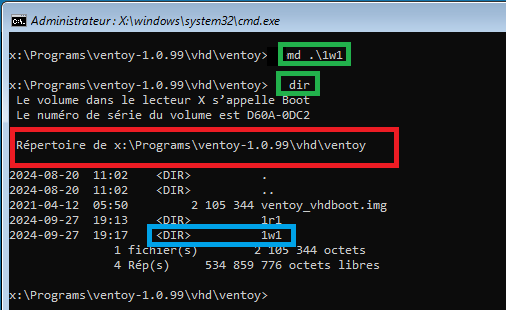 Administrateur : X:\windows\system32\cmd.exe
x:\Programs\ventoy-1.0.99\vhd\ventoy> md .\1w1
x:\Programs\ventoy-1.0.99\vhd\ventoy> dir
Le volume dans le lecteur X s'appelle Boot
Le numéro de série du volume est D60A-0DC2
Répertoire de x:\Programs\ventoy-1.0.99\vhd\ventoy
2024-08-20 11:02 <DIR> .
2024-08-20 11:02 <DIR> ..
2021-04-12 05:50 2 105 344 ventoy_vhdboot.img
2024-09-27 19:13 <DIR> 1r1
2024-09-27 19:17 <DIR> 1w1
1 fichier(s) 2 105 344 octets
4 Rép(s) 534 859 776 octets libres
x:\Programs\ventoy-1.0.99\vhd\ventoy>